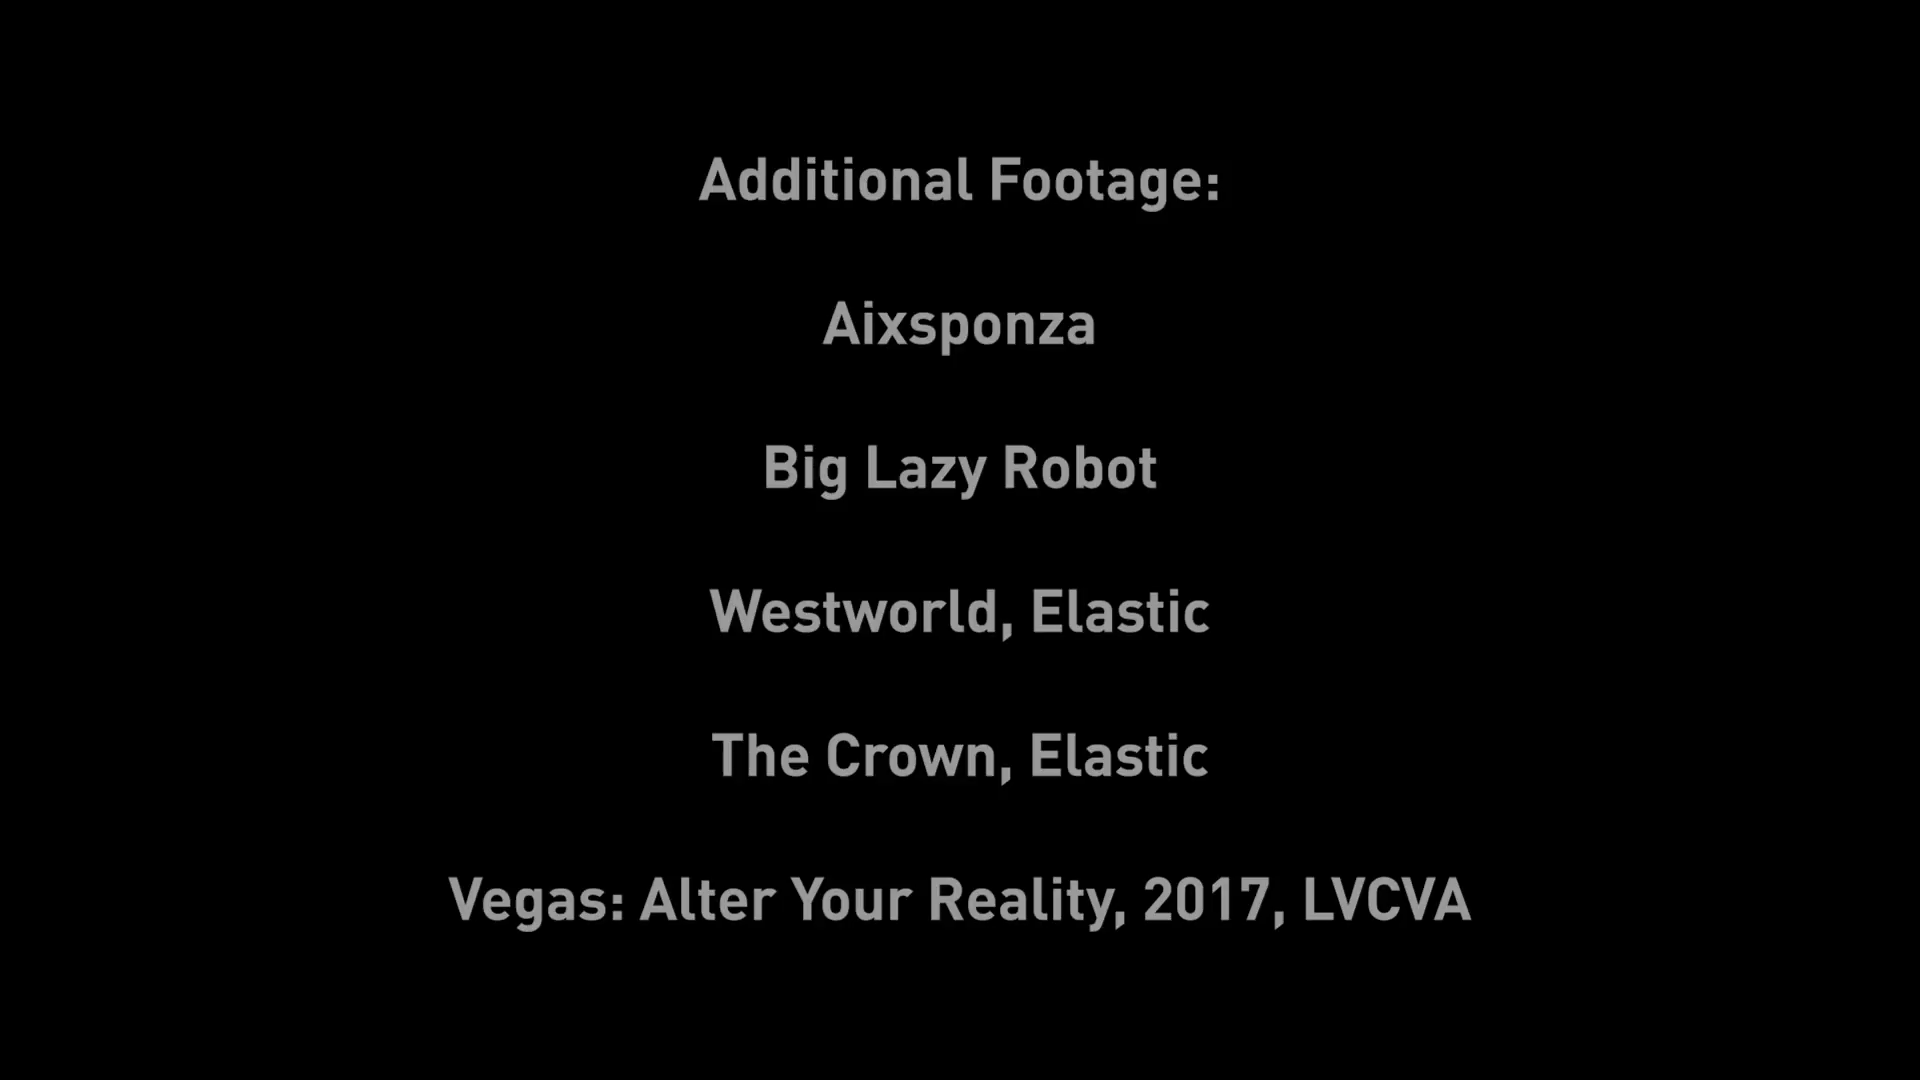 Additional Footage:
Aixsponza
Big Lazy Robot
Westworld, Elastic
The Crown, Elastic
Vegas: Alter Your Reality, 2017, LVCVA